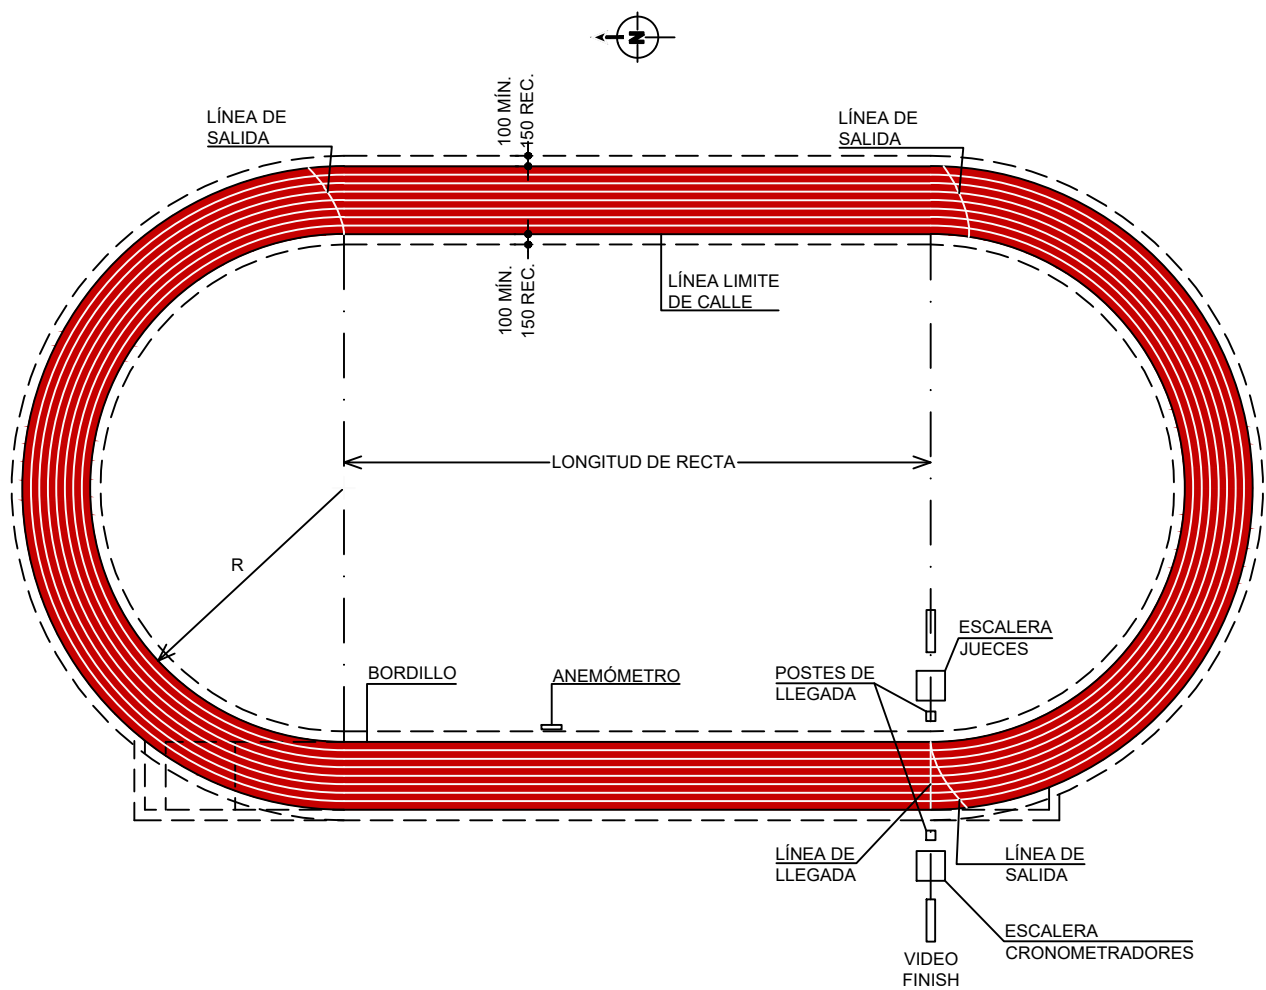 N
100 MÍN.
150 REC.
LÍNEA DE
SALIDA
LÍNEA DE
SALIDA
100 MÍN.
150 REC.
LÍNEA LIMITE
DE CALLE
LONGITUD DE RECTA
R
ESCALERA
JUECES
BORDILLO
ANEMÓMETRO
POSTES DE
LLEGADA
LÍNEA DE
LLEGADA
LÍNEA DE
SALIDA
ESCALERA
CRONOMETRADORES
VIDEO
FINISH